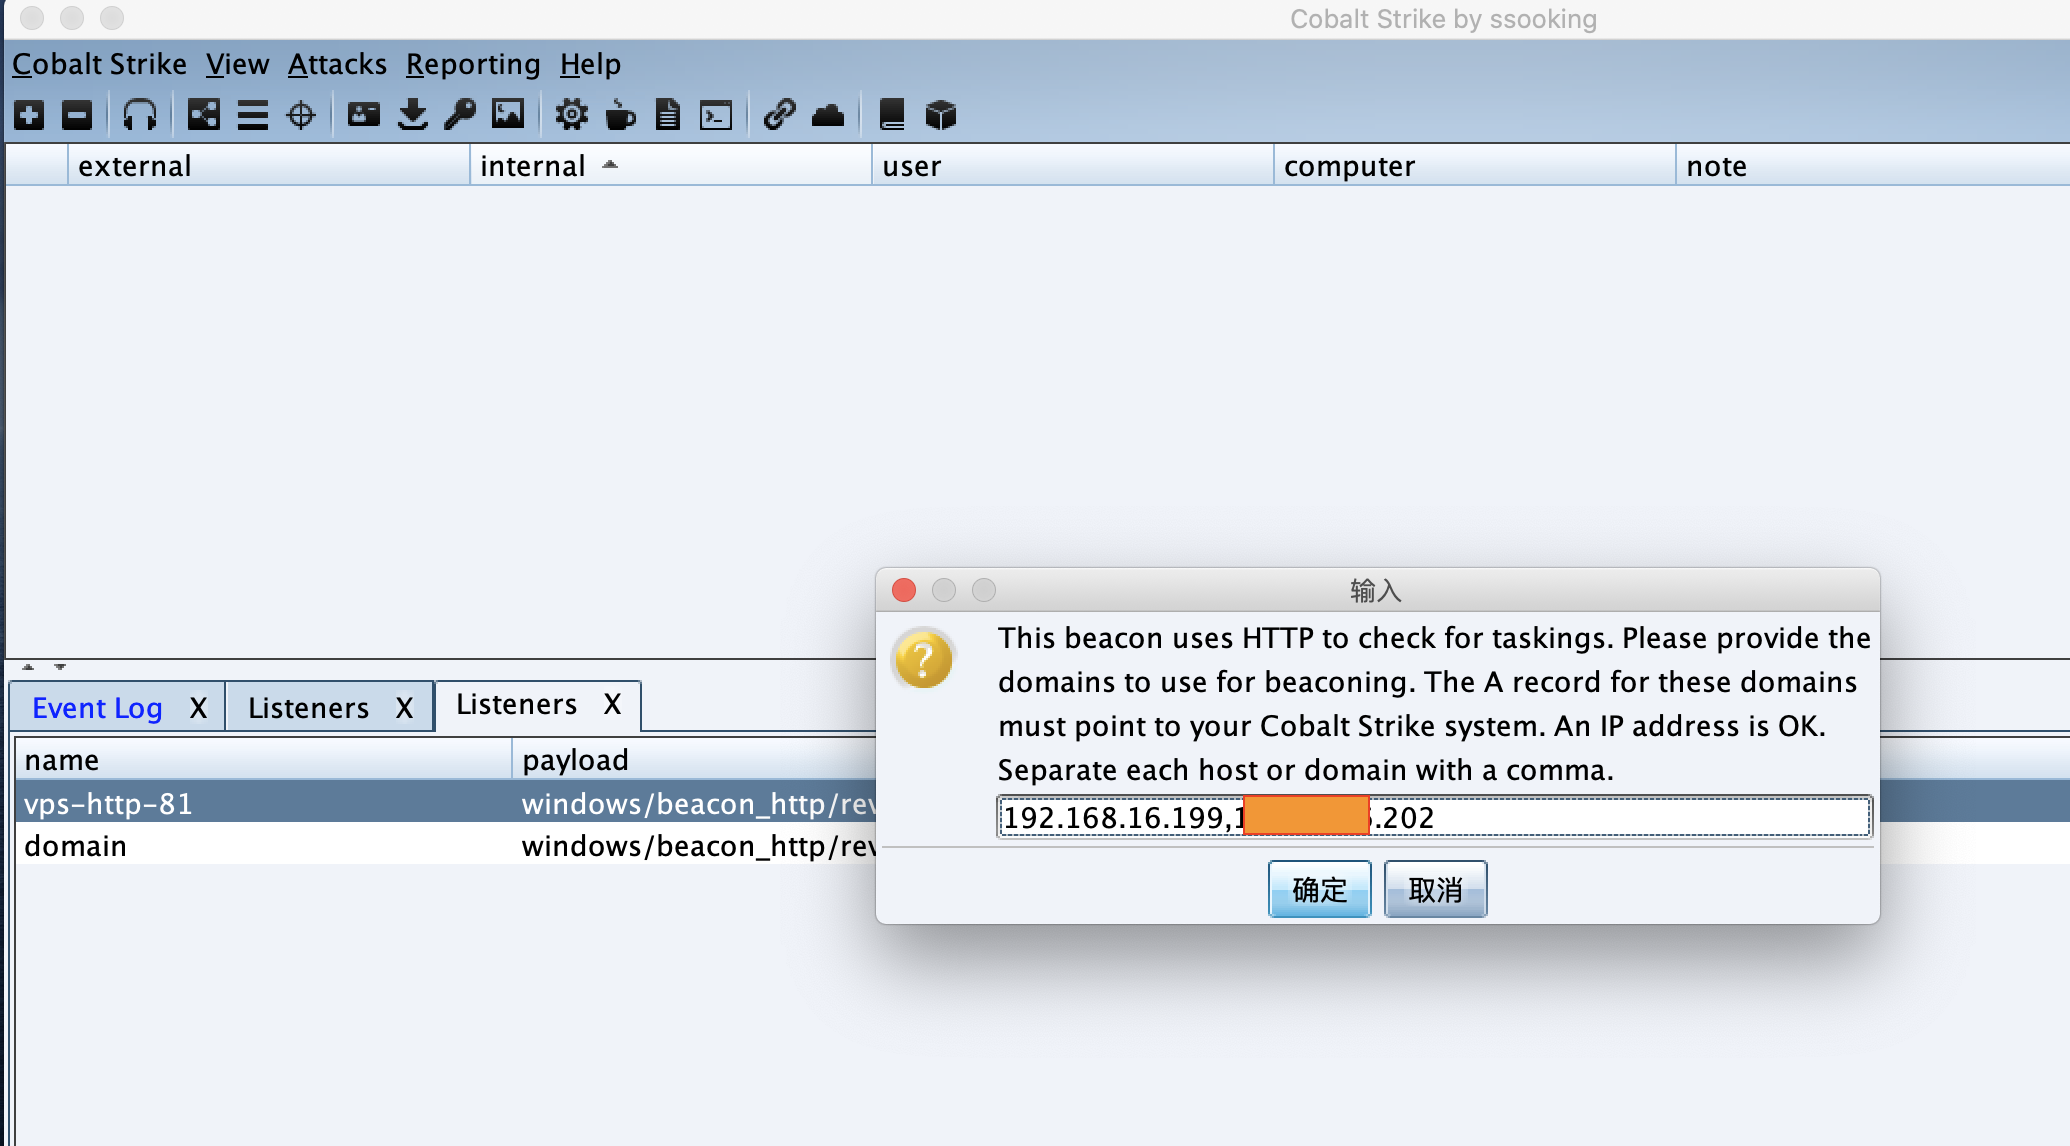 Cobalt Strike by ssooking
Cobalt Strike View Attacks Reporting Help
external internal user computer note
输入
This beacon uses HTTP to check for taskings. Please provide the
domains to use for beaconing. The A record for these domains
must point to your Cobalt Strike system. An IP address is OK.
Separate each host or domain with a comma.
192.168.16.199,1 .202
确定 取消
Event Log X Listeners X Listeners X
name payload
vps-http-81 windows/beacon_http/rev
domain windows/beacon_http/rev